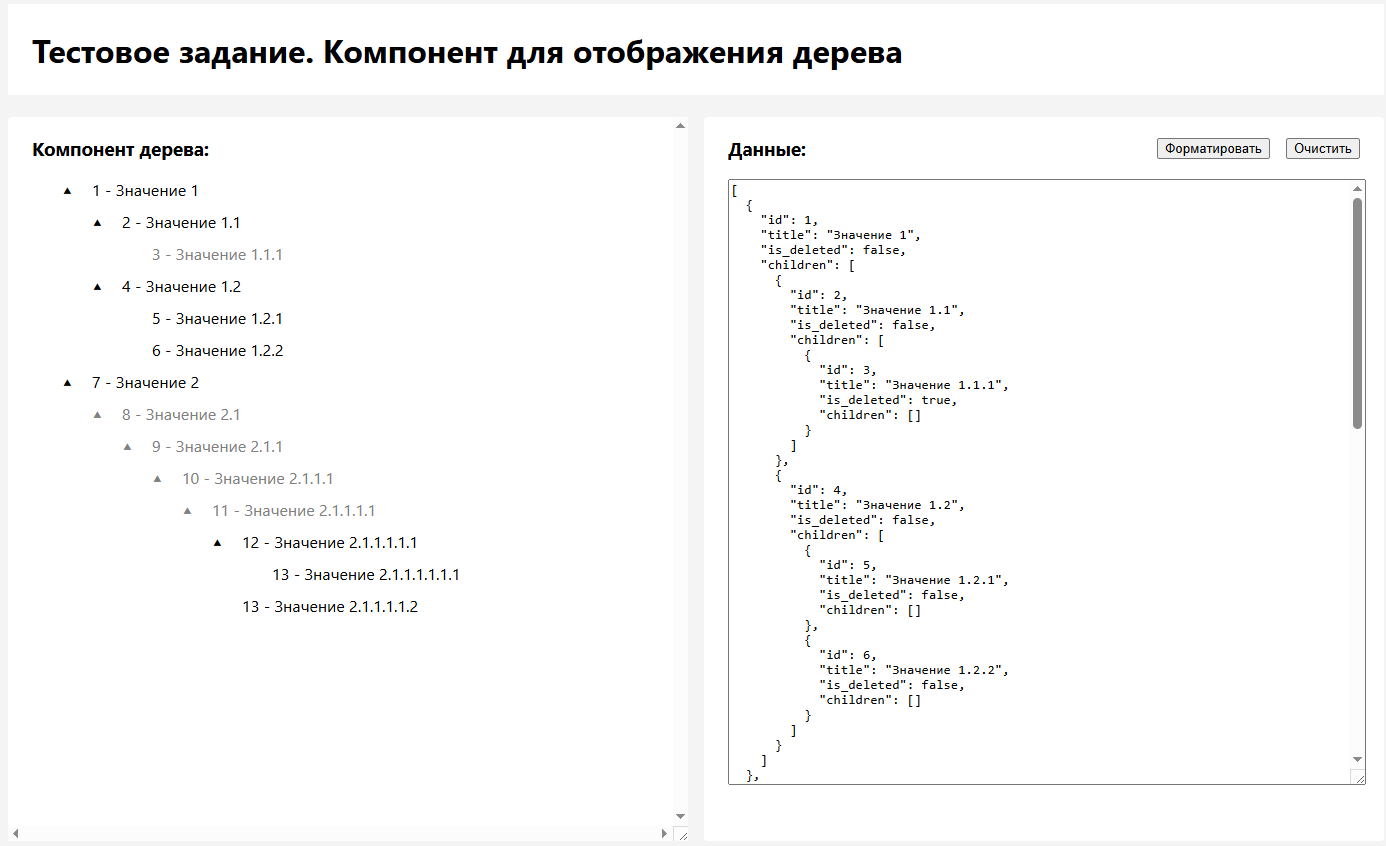 Тестовое задание. Компонент для отображения дерева
Компонент дерева:
1 - Значение 1
2 - Значение 1.1
3 - Значение 1.1.1
4 - Значение 1.2
5 - Значение 1.2.1
6 - Значение 1.2.2
7 - Значение 2
8 - Значение 2.1
9 - Значение 2.1.1
10 - Значение 2.1.1.1
11 - Значение 2.1.1.1.1
12 - Значение 2.1.1.1.1.1
13 - Значение 2.1.1.1.1.1.1
13 - Значение 2.1.1.1.1.2
Данные:
Форматировать
Очистить
[
  {
    "id": 1,
    "title": "Значение 1",
    "is_deleted": false,
    "children": [
      {
        "id": 2,
        "title": "Значение 1.1",
        "is_deleted": false,
        "children": [
          {
            "id": 3,
            "title": "Значение 1.1.1",
            "is_deleted": true,
            "children": []
          }
        ]
      },
      {
        "id": 4,
        "title": "Значение 1.2",
        "is_deleted": false,
        "children": [
          {
            "id": 5,
            "title": "Значение 1.2.1",
            "is_deleted": false,
            "children": []
          },
          {
            "id": 6,
            "title": "Значение 1.2.2",
            "is_deleted": false,
            "children": []
          }
        ]
      }
    ]
  },